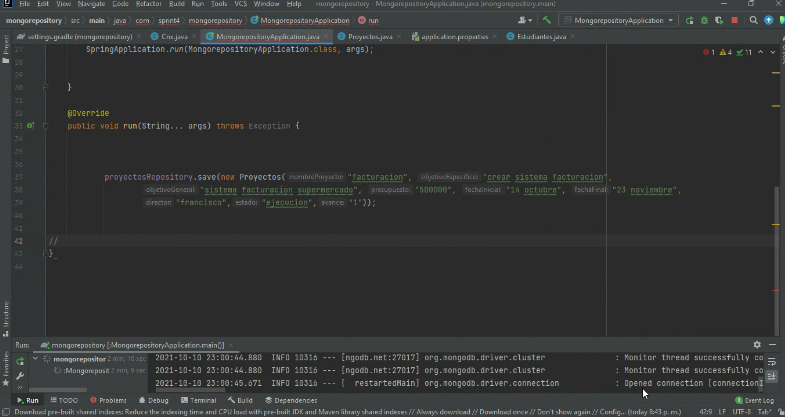 File Edit View Navigate Code Refactor Build Run Tools VCS Window Help mongorepository - MongorepositoryApplication.java [mongorepository.main]
mongorepository src main java com sprint4 mongorepository MongorepositoryApplication run MongorepositoryApplication
settings.gradle (mongorepository) Cnx.java MongorepositoryApplication.java Proyectos.java application.properties Estudiantes.java
27 SpringApplication.run(MongorepositoryApplication.class, args); 1 4 11
28
29
30 }
31
32 @Override
33 public void run(String... args) throws Exception {
34
35
36
37 proyectosRepository.save(new Proyectos( nombreProyecto: "facturacion", objetivoEspecifico: "crear sistema facturacion",
38 objetivoGeneral: "sistema facturacion supermercado", presupuesto: "500000", fechaInicial: "14 octubre", fechaFinal: "23 noviembre",
39 director: "francisco", estado: "ejecucion", avance: "1"));
40
41
42 //
43 }
44
Project
Structure
Favorites
Run: mongorepository [:MongorepositoryApplication.main()]
mongorepositor 2 min, 10 sec 2021-10-10 23:00:44.880 INFO 10316 --- [ngodb.net:27017] org.mongodb.driver.cluster : Monitor thread successfully co
:Mongoreposit 2 min, 9 sec 2021-10-10 23:00:44.880 INFO 10316 --- [ngodb.net:27017] org.mongodb.driver.cluster : Monitor thread successfully co
2021-10-10 23:00:45.671 INFO 10316 --- [ restartedMain] org.mongodb.driver.connection : Opened connection [connectionI
Run TODO Problems Debug Terminal Build Dependencies 1 Event Log
Download pre-built shared indexes: Reduce the indexing time and CPU load with pre-built JDK and Maven library shared indexes // Always download // Download once // Don't show again // Config... (today 8:43 p. m.) 42:9 LF UTF-8 Tab*